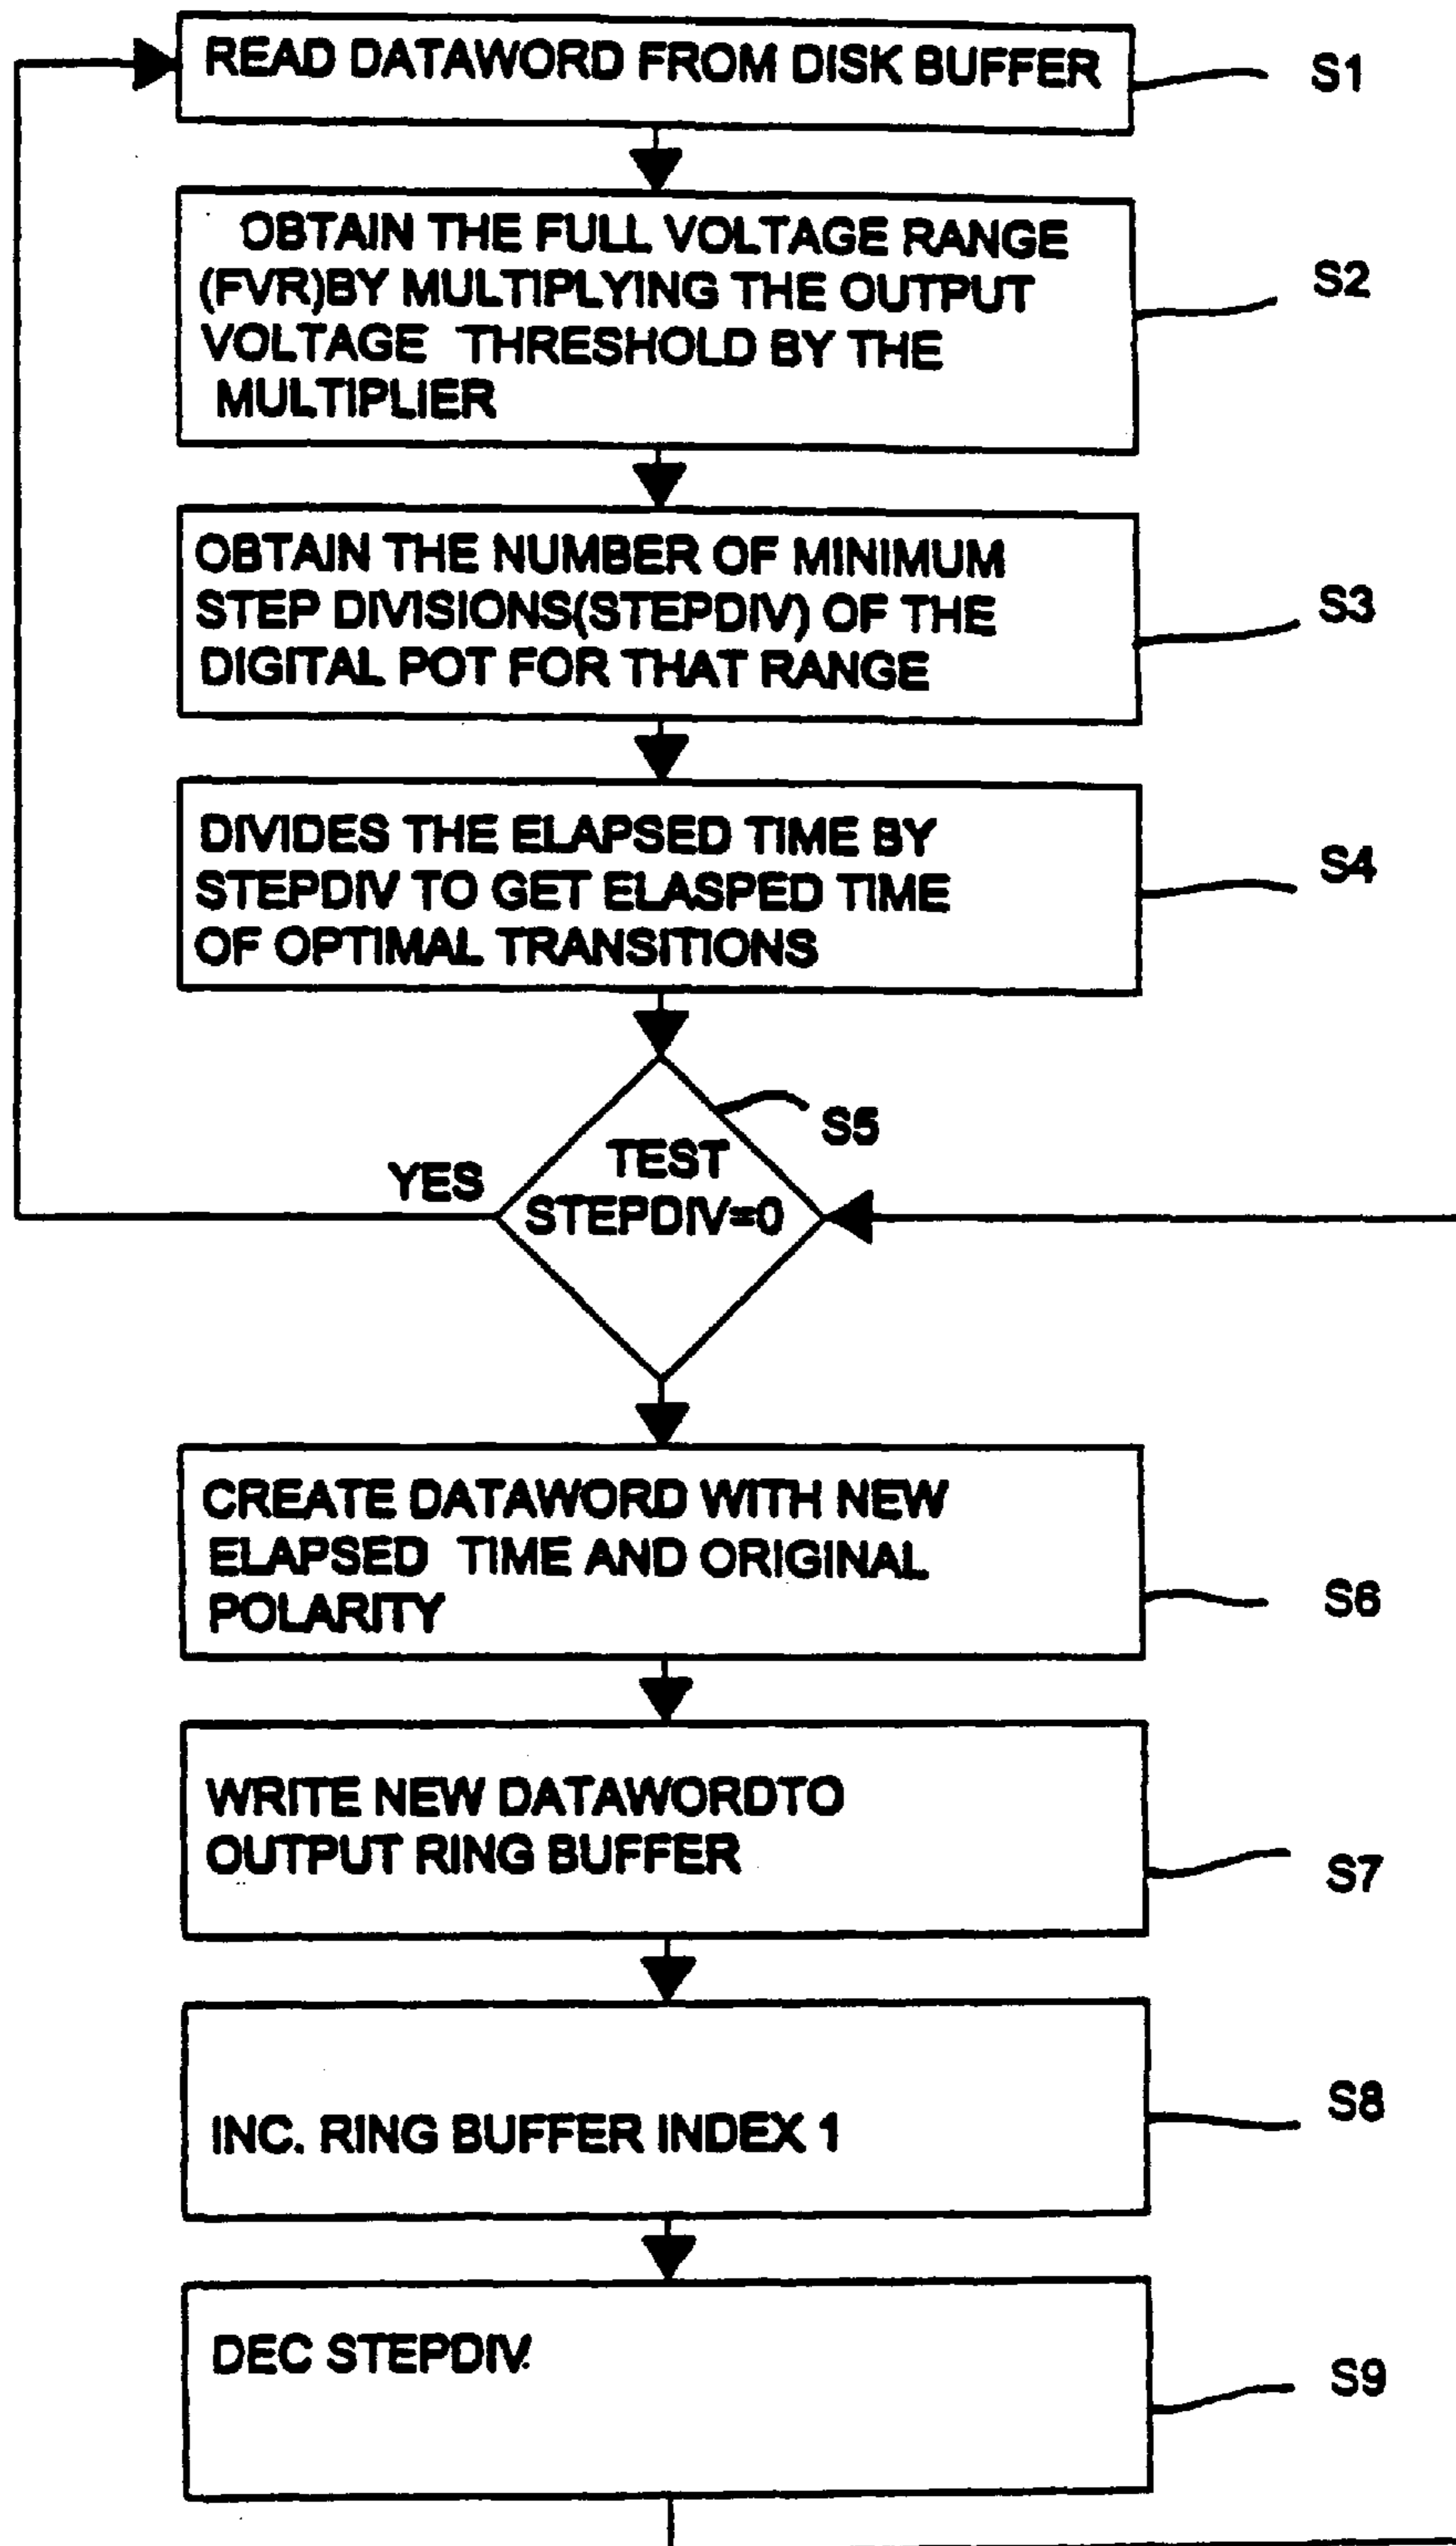 READ DATAWORD FROM DISK BUFFER
S1
OBTAIN THE FULL VOLTAGE RANGE
(FVR)BY MULTIPLYING THE OUTPUT
VOLTAGE THRESHOLD BY THE
MULTIPLIER
S2
OBTAIN THE NUMBER OF MINIMUM
STEP DIVISIONS(STEPDIV) OF THE
DIGITAL POT FOR THAT RANGE
S3
DIVIDES THE ELAPSED TIME BY
STEPDIV TO GET ELASPED TIME
OF OPTIMAL TRANSITIONS
S4
S5
YES
TEST
STEPDIV=0
CREATE DATAWORD WITH NEW
ELAPSED TIME AND ORIGINAL
POLARITY
S6
WRITE NEW DATAWORDTO
OUTPUT RING BUFFER
S7
INC. RING BUFFER INDEX 1
S8
DEC STEPDIV
S9